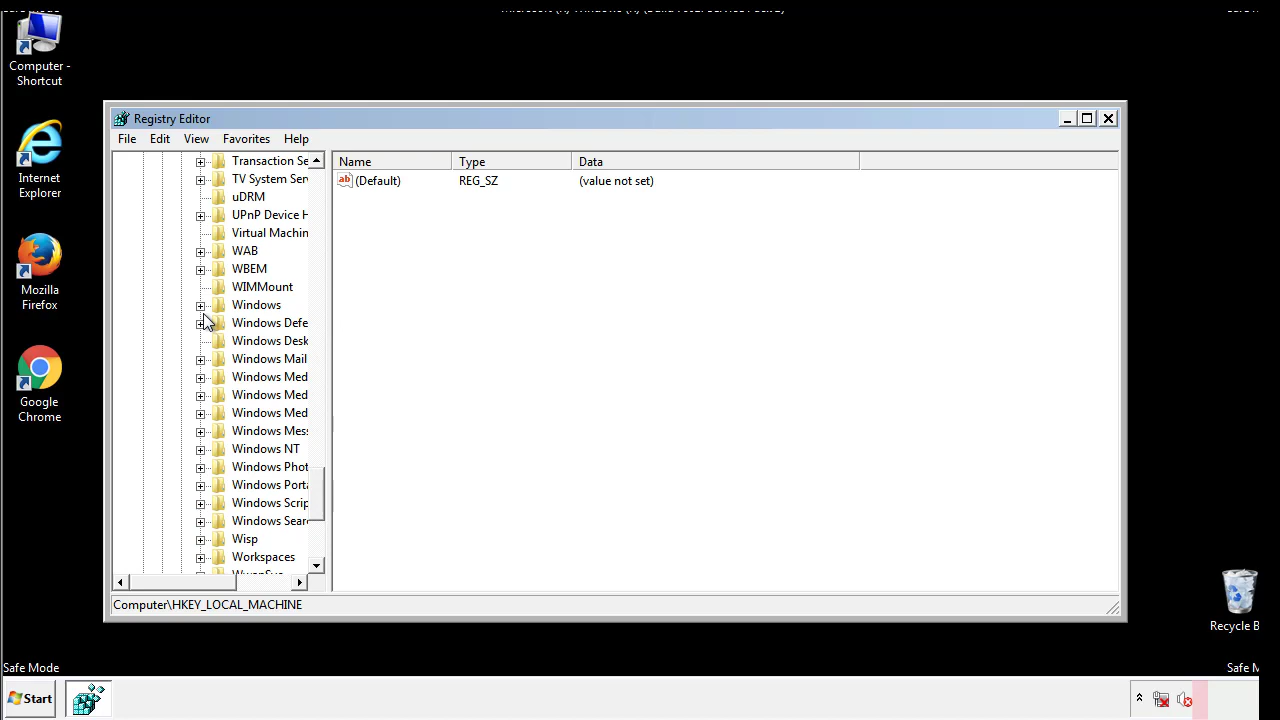 Computer -
Shortcut
Internet
Explorer
Mozilla
Firefox
Google
Chrome
Registry Editor
File Edit View Favorites Help
Transaction Se
TV System Serv
uDRM
UPnP Device H
Virtual Machin
WAB
WBEM
WIMMount
Windows
Windows Defe
Windows Desk
Windows Mail
Windows Med
Windows Med
Windows Med
Windows Mess
Windows NT
Windows Phot
Windows Porta
Windows Scrip
Windows Sear
Wisp
Workspaces
Name Type Data
(Default) REG_SZ (value not set)
Computer\HKEY_LOCAL_MACHINE
Recycle B
Safe Mode
Safe M
Start